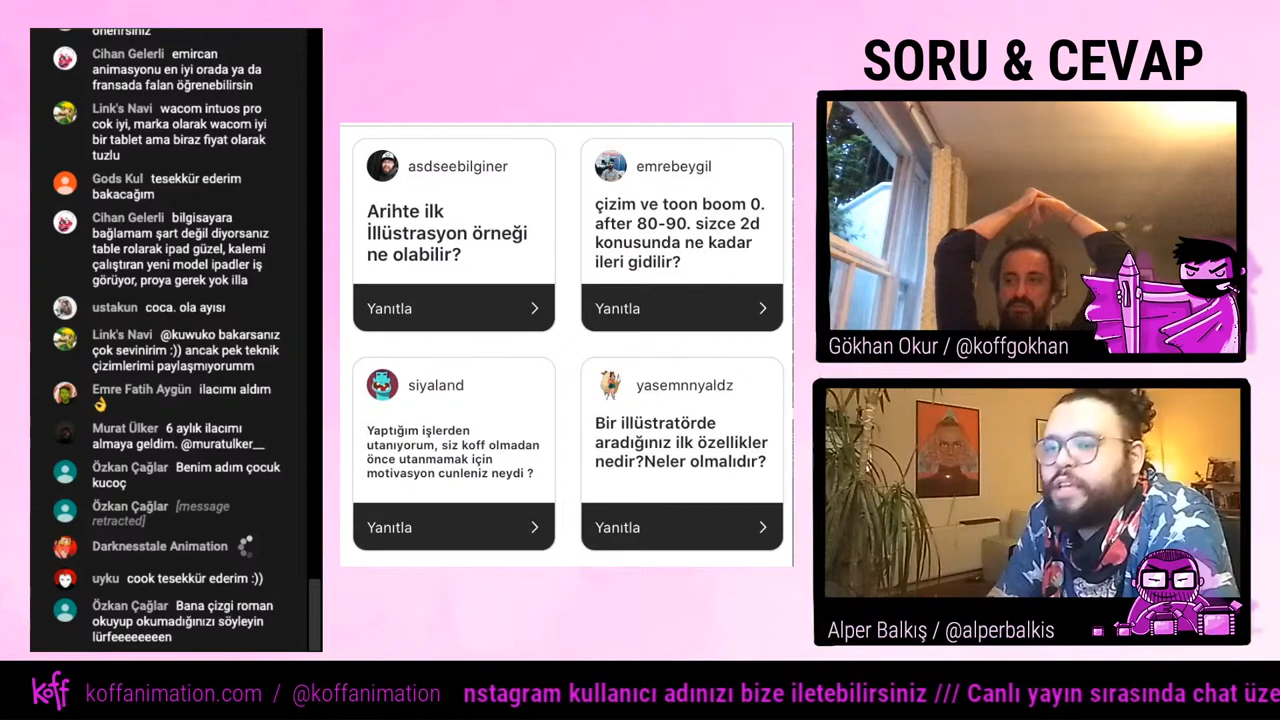 önerirsiniz
Cihan Gelerli emircan
animasyonu en iyi orada ya da
fransada falan öğrenebilirsin
Link's Navi wacom intuos pro
cok iyi, marka olarak wacom iyi
bir tablet ama biraz fiyat olarak
tuzlu
Gods Kul tesekkür ederim
bakacağım
Cihan Gelerli bilgisayara
bağlamam şart değil diyorsanız
table rolarak ipad güzel, kalemi
çalıştıran yeni model ipadler iş
görüyor, proya gerek yok illa
ustakun coca. ola ayısı
Link's Navi @kuwuko bakarsanız
çok sevinirim :)) ancak pek teknik
çizimlerimi paylaşmıyorumm
Emre Fatih Aygün ilacımı aldım
👌
Murat Ülker 6 aylık ilacımı
almaya geldim. @muratulker__
Özkan Çağlar Benim adım çocuk
kucoç
Özkan Çağlar [message
retracted]
Darknesstale Animation
uyku cook tesekkür ederim :))
Özkan Çağlar Bana çizgi roman
okuyup okumadığınızı söyleyin
lürfeeeeeeeen
asdseebilginer
Arihte ilk
İllüstrasyon örneği
ne olabilir?
Yanıtla
emrebeygil
çizim ve toon boom 0.
after 80-90. sizce 2d
konusunda ne kadar
ileri gidilir?
Yanıtla
siyaland
Yaptığım işlerden
utanıyorum, siz koff olmadan
önce utanmamak için
motivasyon cunleniz neydi ?
Yanıtla
yasemnnyaldz
Bir illüstratörde
aradığınız ilk özellikler
nedir?Neler olmalıdır?
Yanıtla
SORU & CEVAP
Gökhan Okur / @koffgokhan
Alper Balkış / @alperbalkis
koff koffanimation.com / @koffanimation nstagram kullanıcı adınızı bize iletebilirsiniz /// Canlı yayın sırasında chat üze